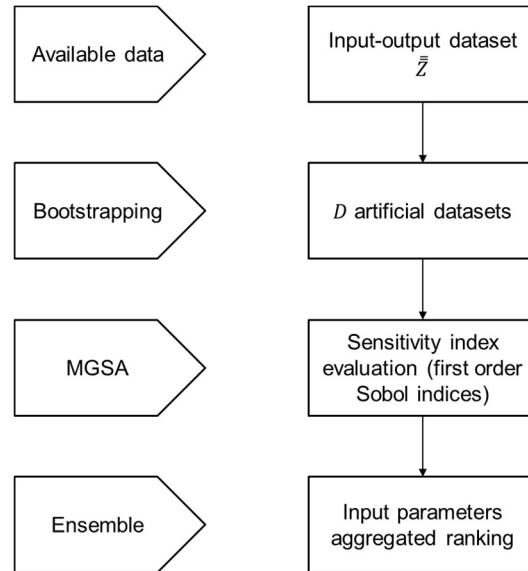 Available data
Input-output dataset
Z̿
Bootstrapping
D artificial datasets
MGSA
Sensitivity index
evaluation (first order
Sobol indices)
Ensemble
Input parameters
aggregated ranking